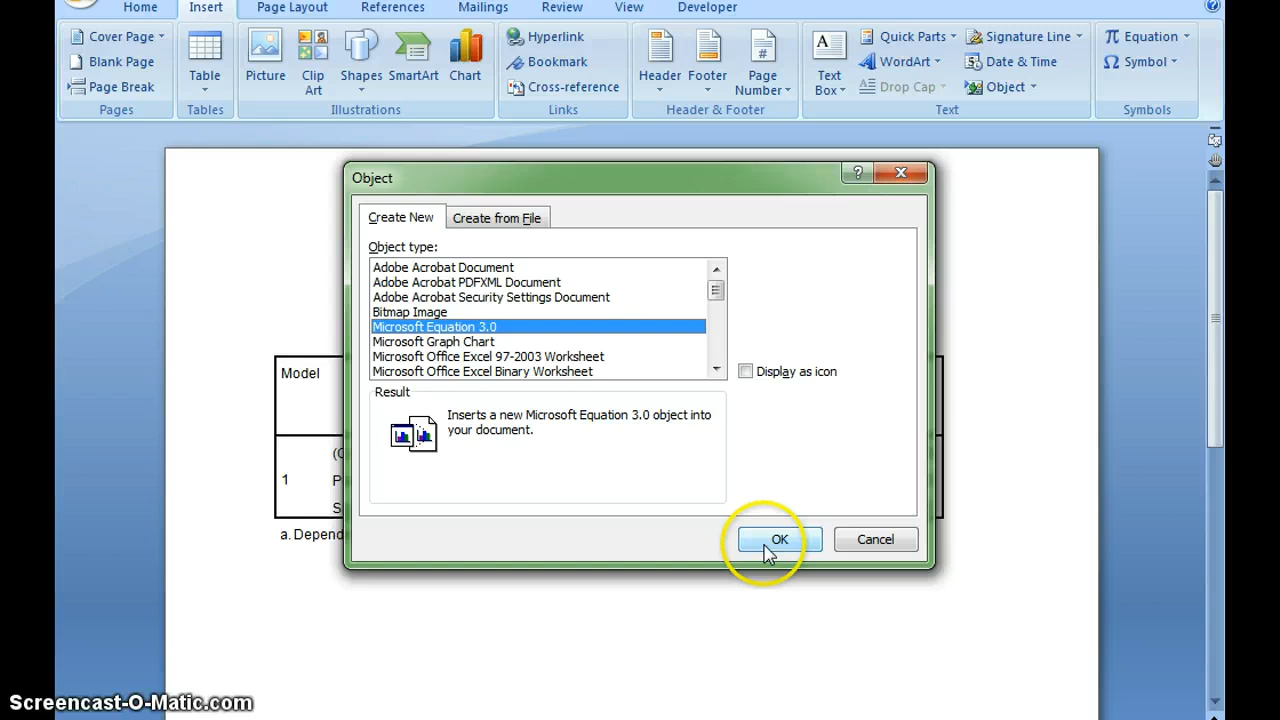 Home Insert Page Layout References Mailings Review View Developer
Cover Page
Blank Page
Page Break
Pages
Table
Tables
Picture Clip Art Shapes SmartArt Chart
Illustrations
Hyperlink
Bookmark
Cross-reference
Links
Header Footer Page Number
Header & Footer
Text Box
Quick Parts
WordArt
Drop Cap
Signature Line
Date & Time
Object
Text
π Equation
Ω Symbol
Symbols
Object
Create New Create from File
Object type:
Adobe Acrobat Document
Adobe Acrobat PDFXML Document
Adobe Acrobat Security Settings Document
Bitmap Image
Microsoft Equation 3.0
Microsoft Graph Chart
Microsoft Office Excel 97-2003 Worksheet
Microsoft Office Excel Binary Worksheet
Display as icon
Result
Inserts a new Microsoft Equation 3.0 object into
your document.
OK Cancel
Model
1
a. Depend
Screencast-O-Matic.com